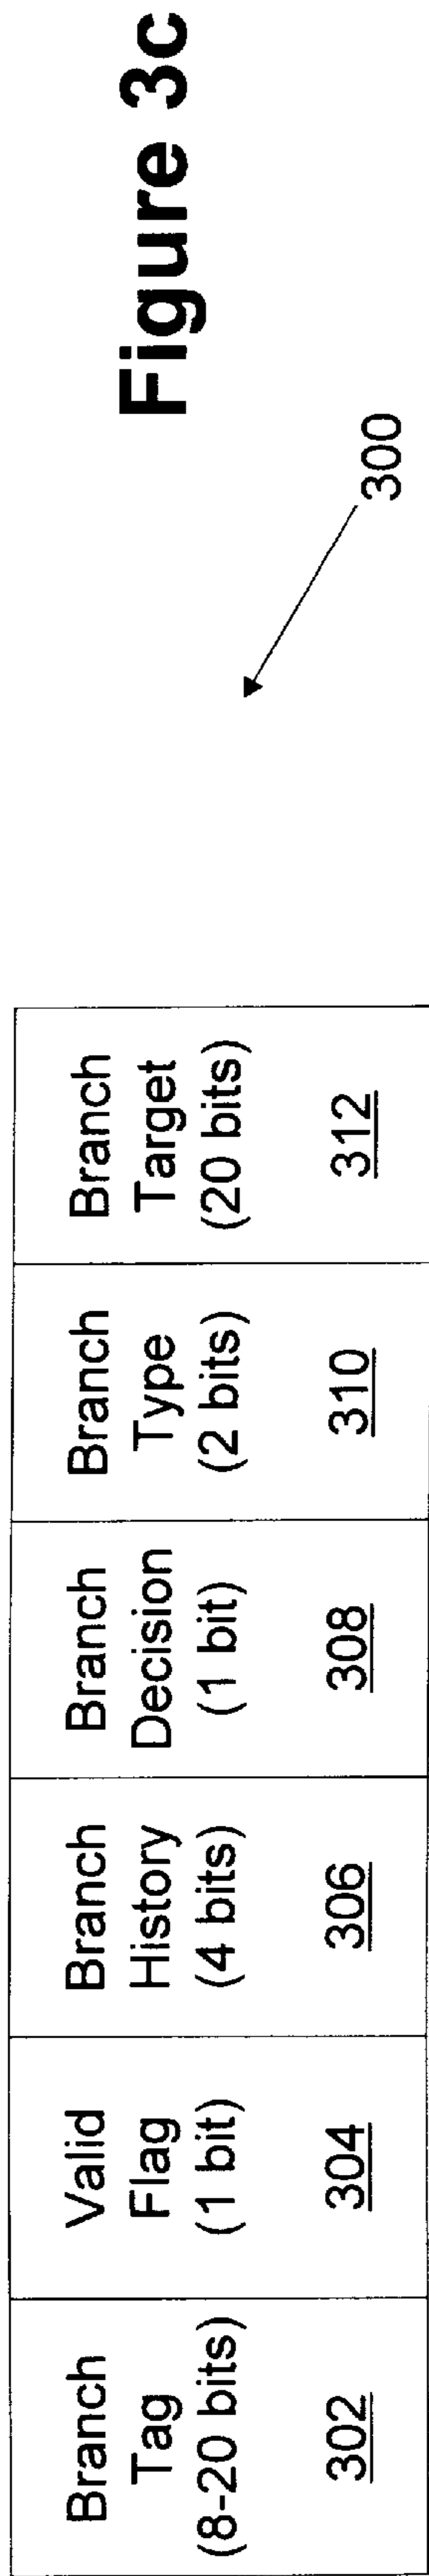 Figure 3c
300
Branch
Tag
(8-20 bits)
302
Valid
Flag
(1 bit)
304
Branch
History
(4 bits)
306
Branch
Decision
(1 bit)
308
Branch
Type
(2 bits)
310
Branch
Target
(20 bits)
312